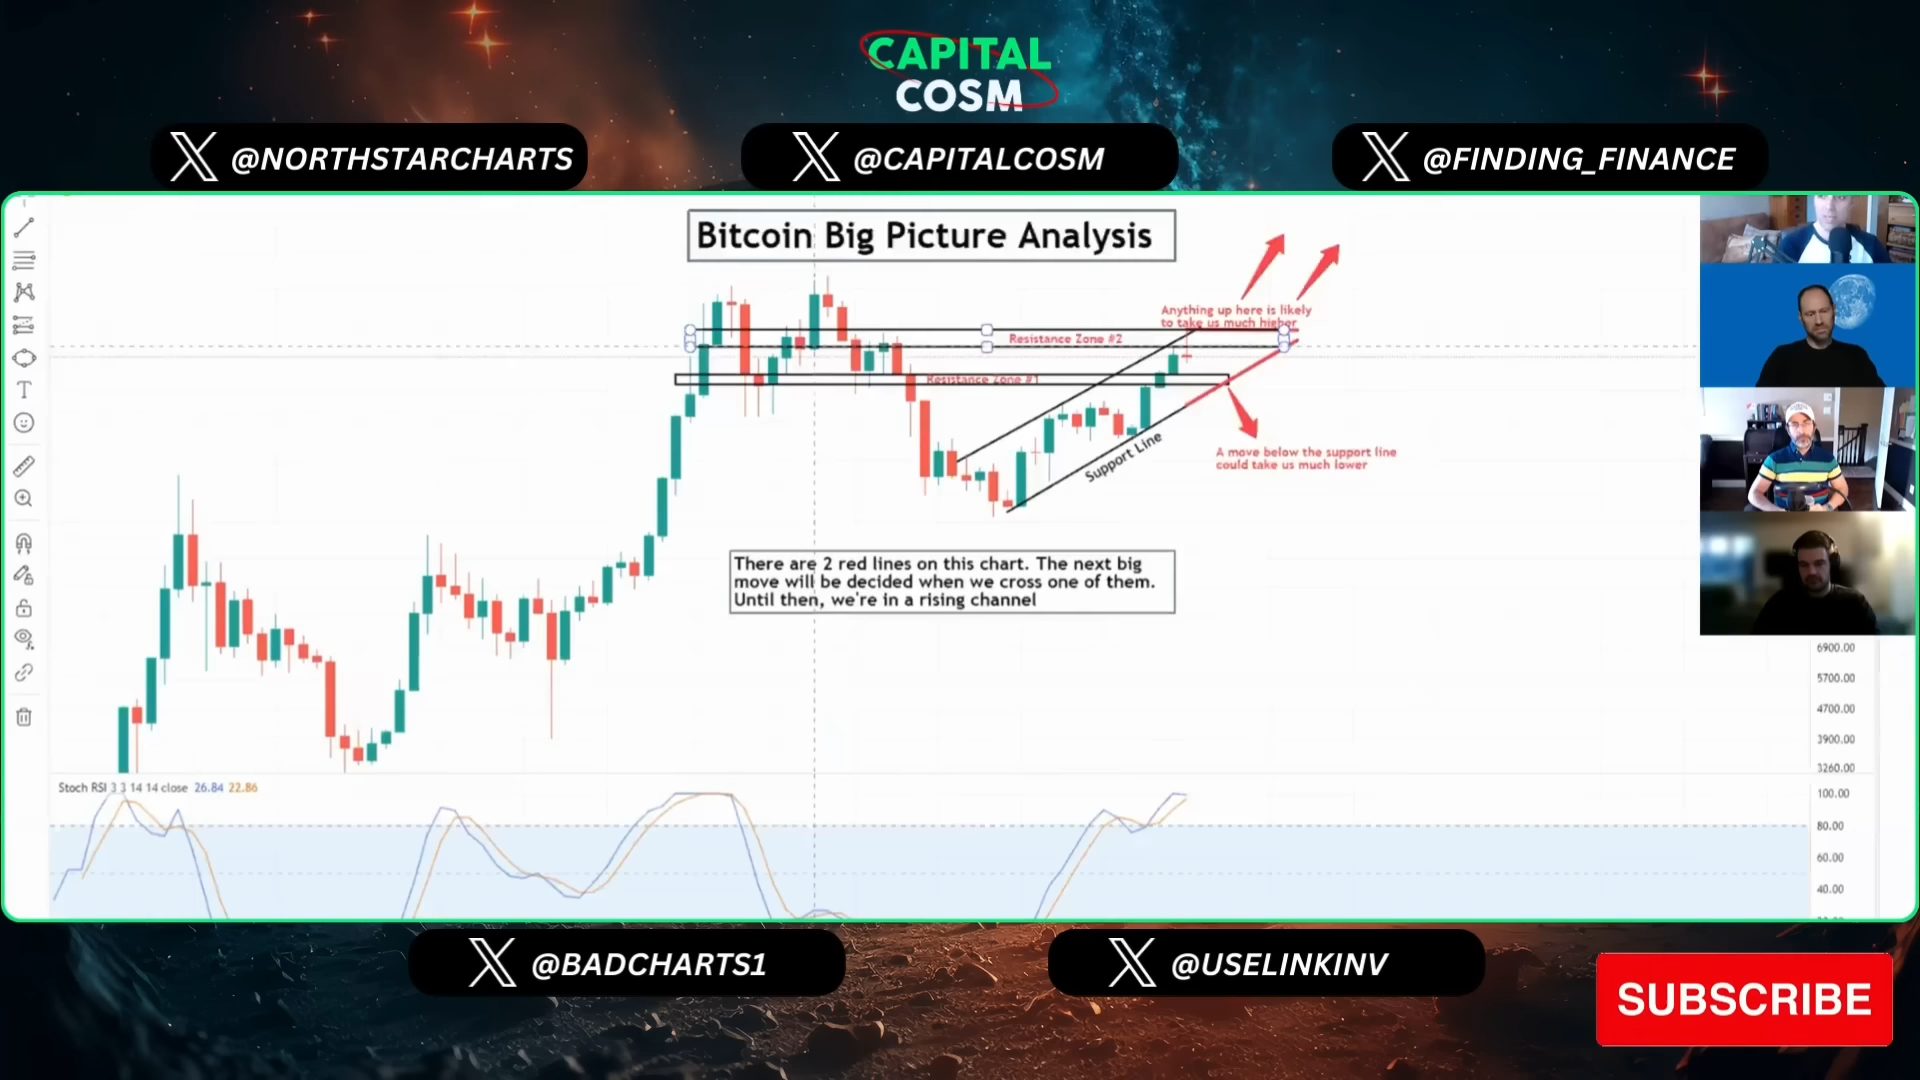 CAPITAL
COSM
@NORTHSTARCHARTS
@CAPITALCOSM
@FINDING_FINANCE
Bitcoin Big Picture Analysis
Anything up here is likely
to take us much higher
Resistance Zone #2
Resistance Zone #1
Support Line
A move below the support line
could take us much lower
There are 2 red lines on this chart. The next big
move will be decided when we cross one of them.
Until then, we're in a rising channel
6900.00
5700.00
4700.00
3900.00
3260.00
Stoch RSI 3 3 14 14 close 26.84 22.86
100.00
80.00
60.00
40.00
@BADCHARTS1
@USELINKINV
SUBSCRIBE